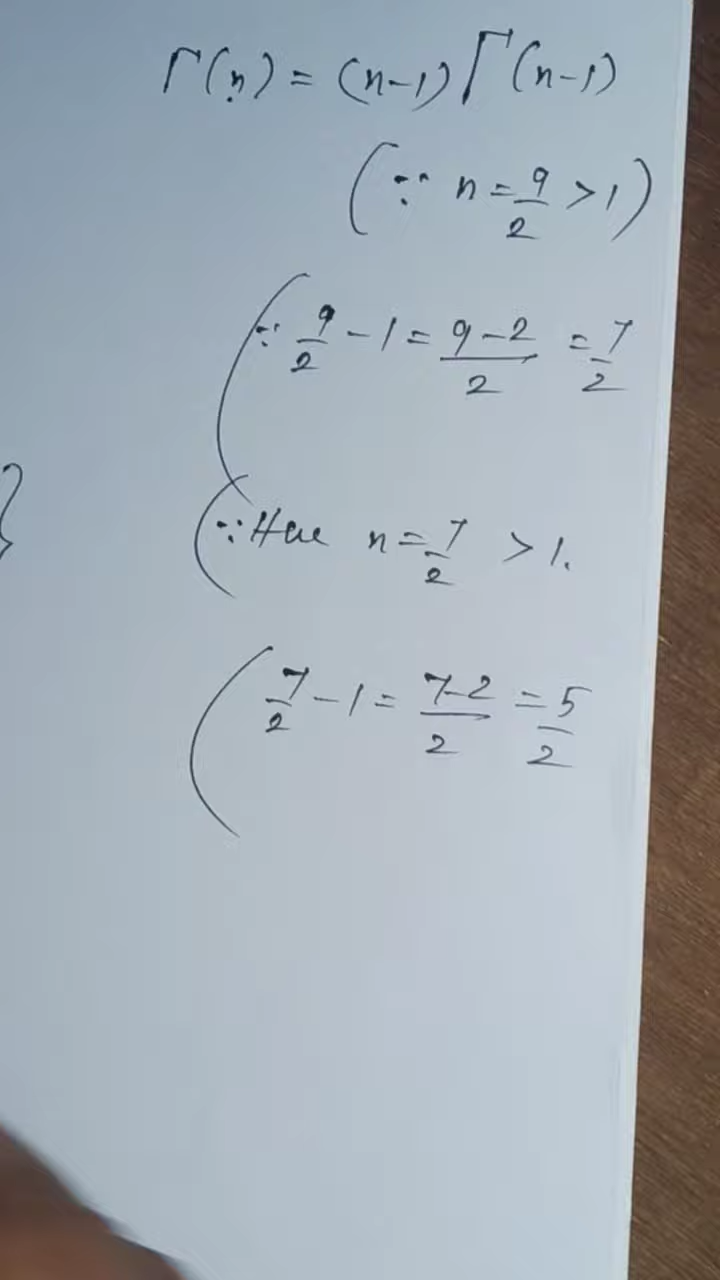 Γ(n) = (n-1) Γ(n-1)
(∵ n = 9/2 > 1)
(∵ 9/2 - 1 = 9-2/2 = 7/2
(∵ Here n = 7/2 > 1.
(7/2 - 1 = 7-2/2 = 5/2
}